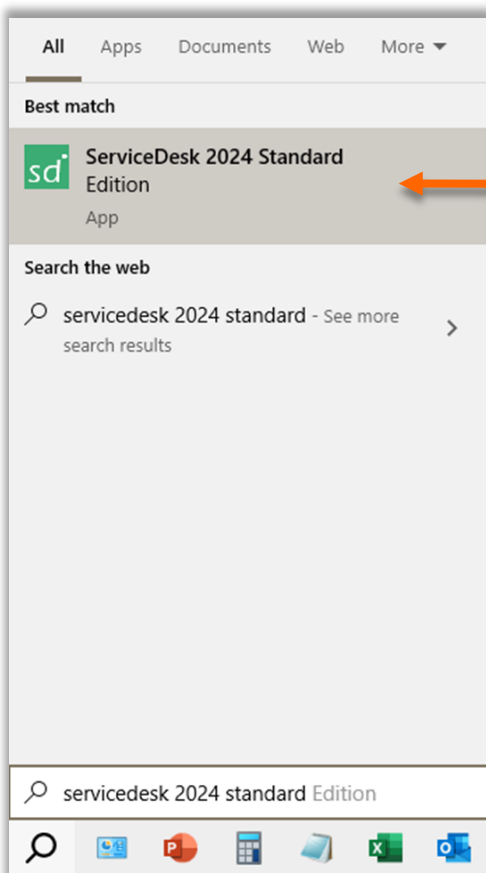 All Apps Documents Web More
Best match
sd
ServiceDesk 2024 Standard
Edition
App
Search the web
servicedesk 2024 standard - See more
search results
servicedesk 2024 standard Edition